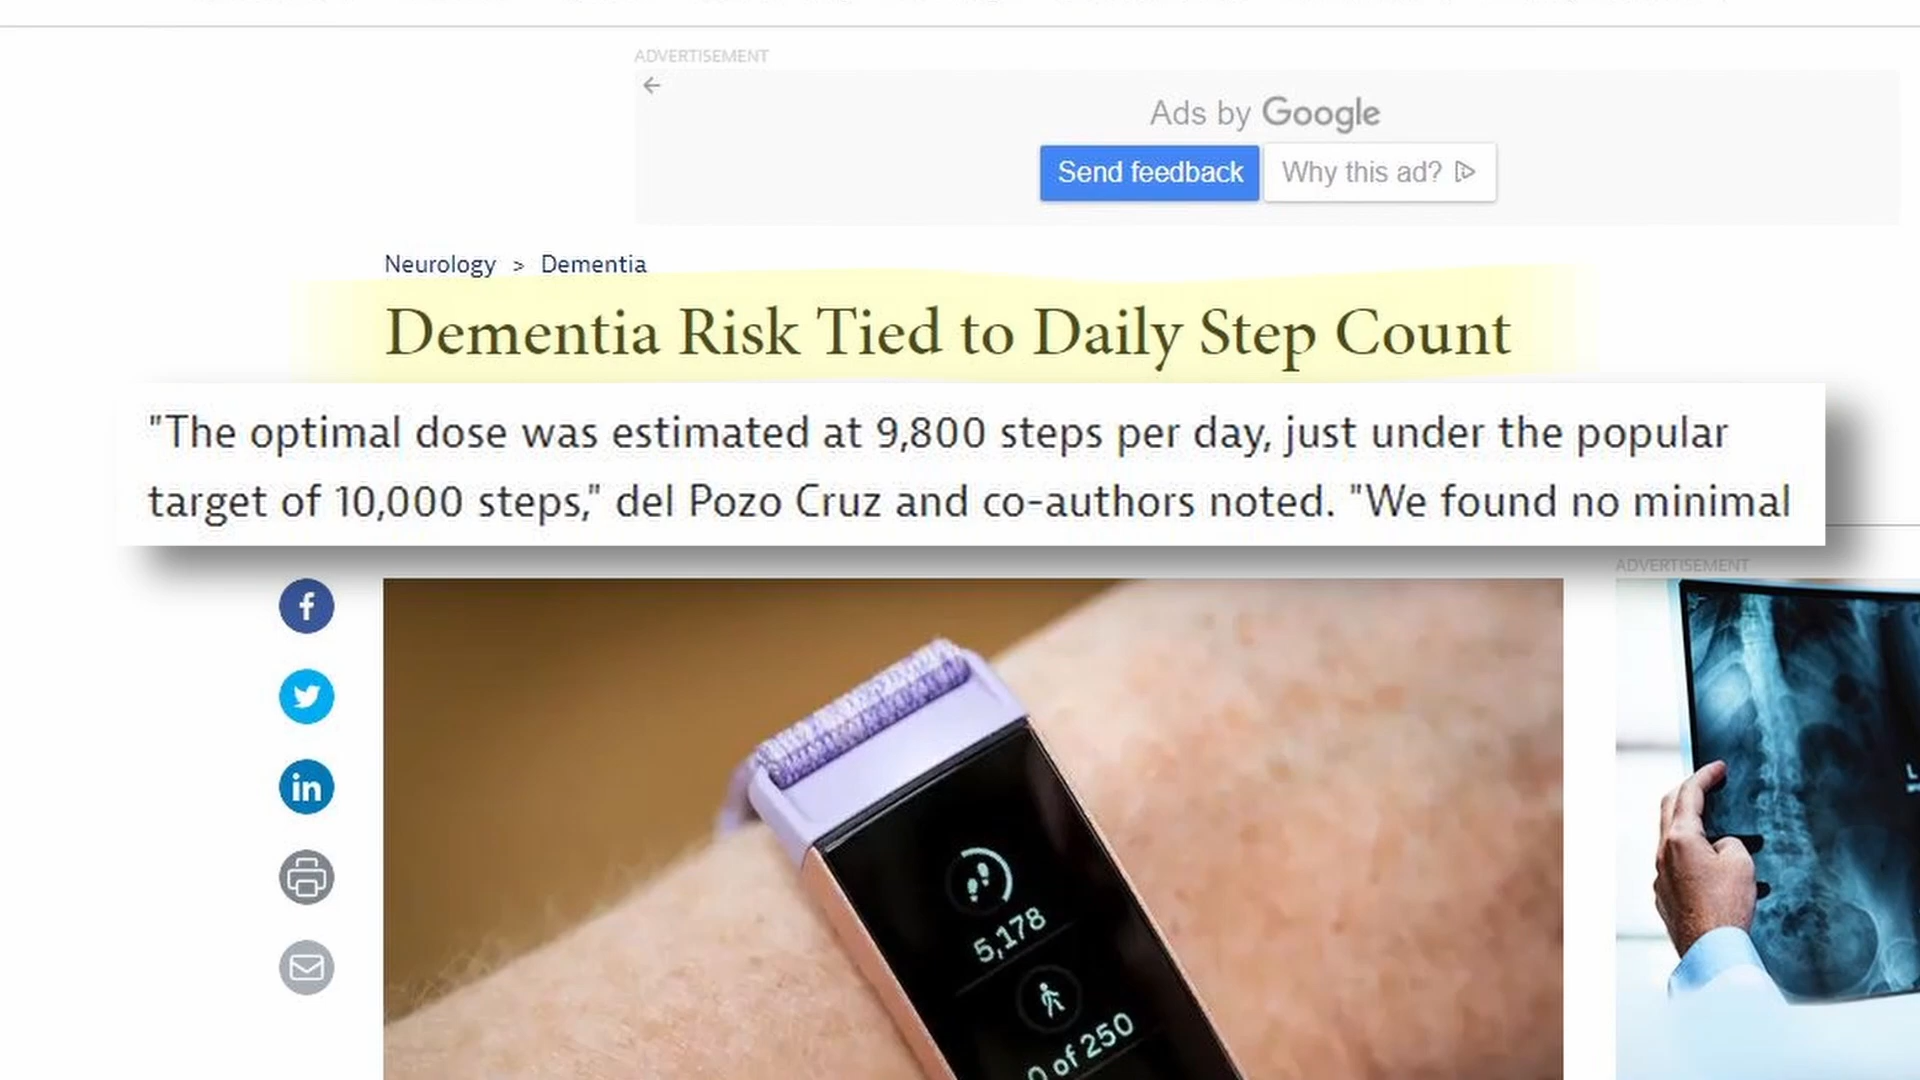 ADVERTISEMENT
Ads by Google
Send feedback
Why this ad?
Neurology > Dementia
Dementia Risk Tied to Daily Step Count
"The optimal dose was estimated at 9,800 steps per day, just under the popular
target of 10,000 steps," del Pozo Cruz and co-authors noted. "We found no minimal
ADVERTISEMENT
f
in
5,178
0 of 250
L